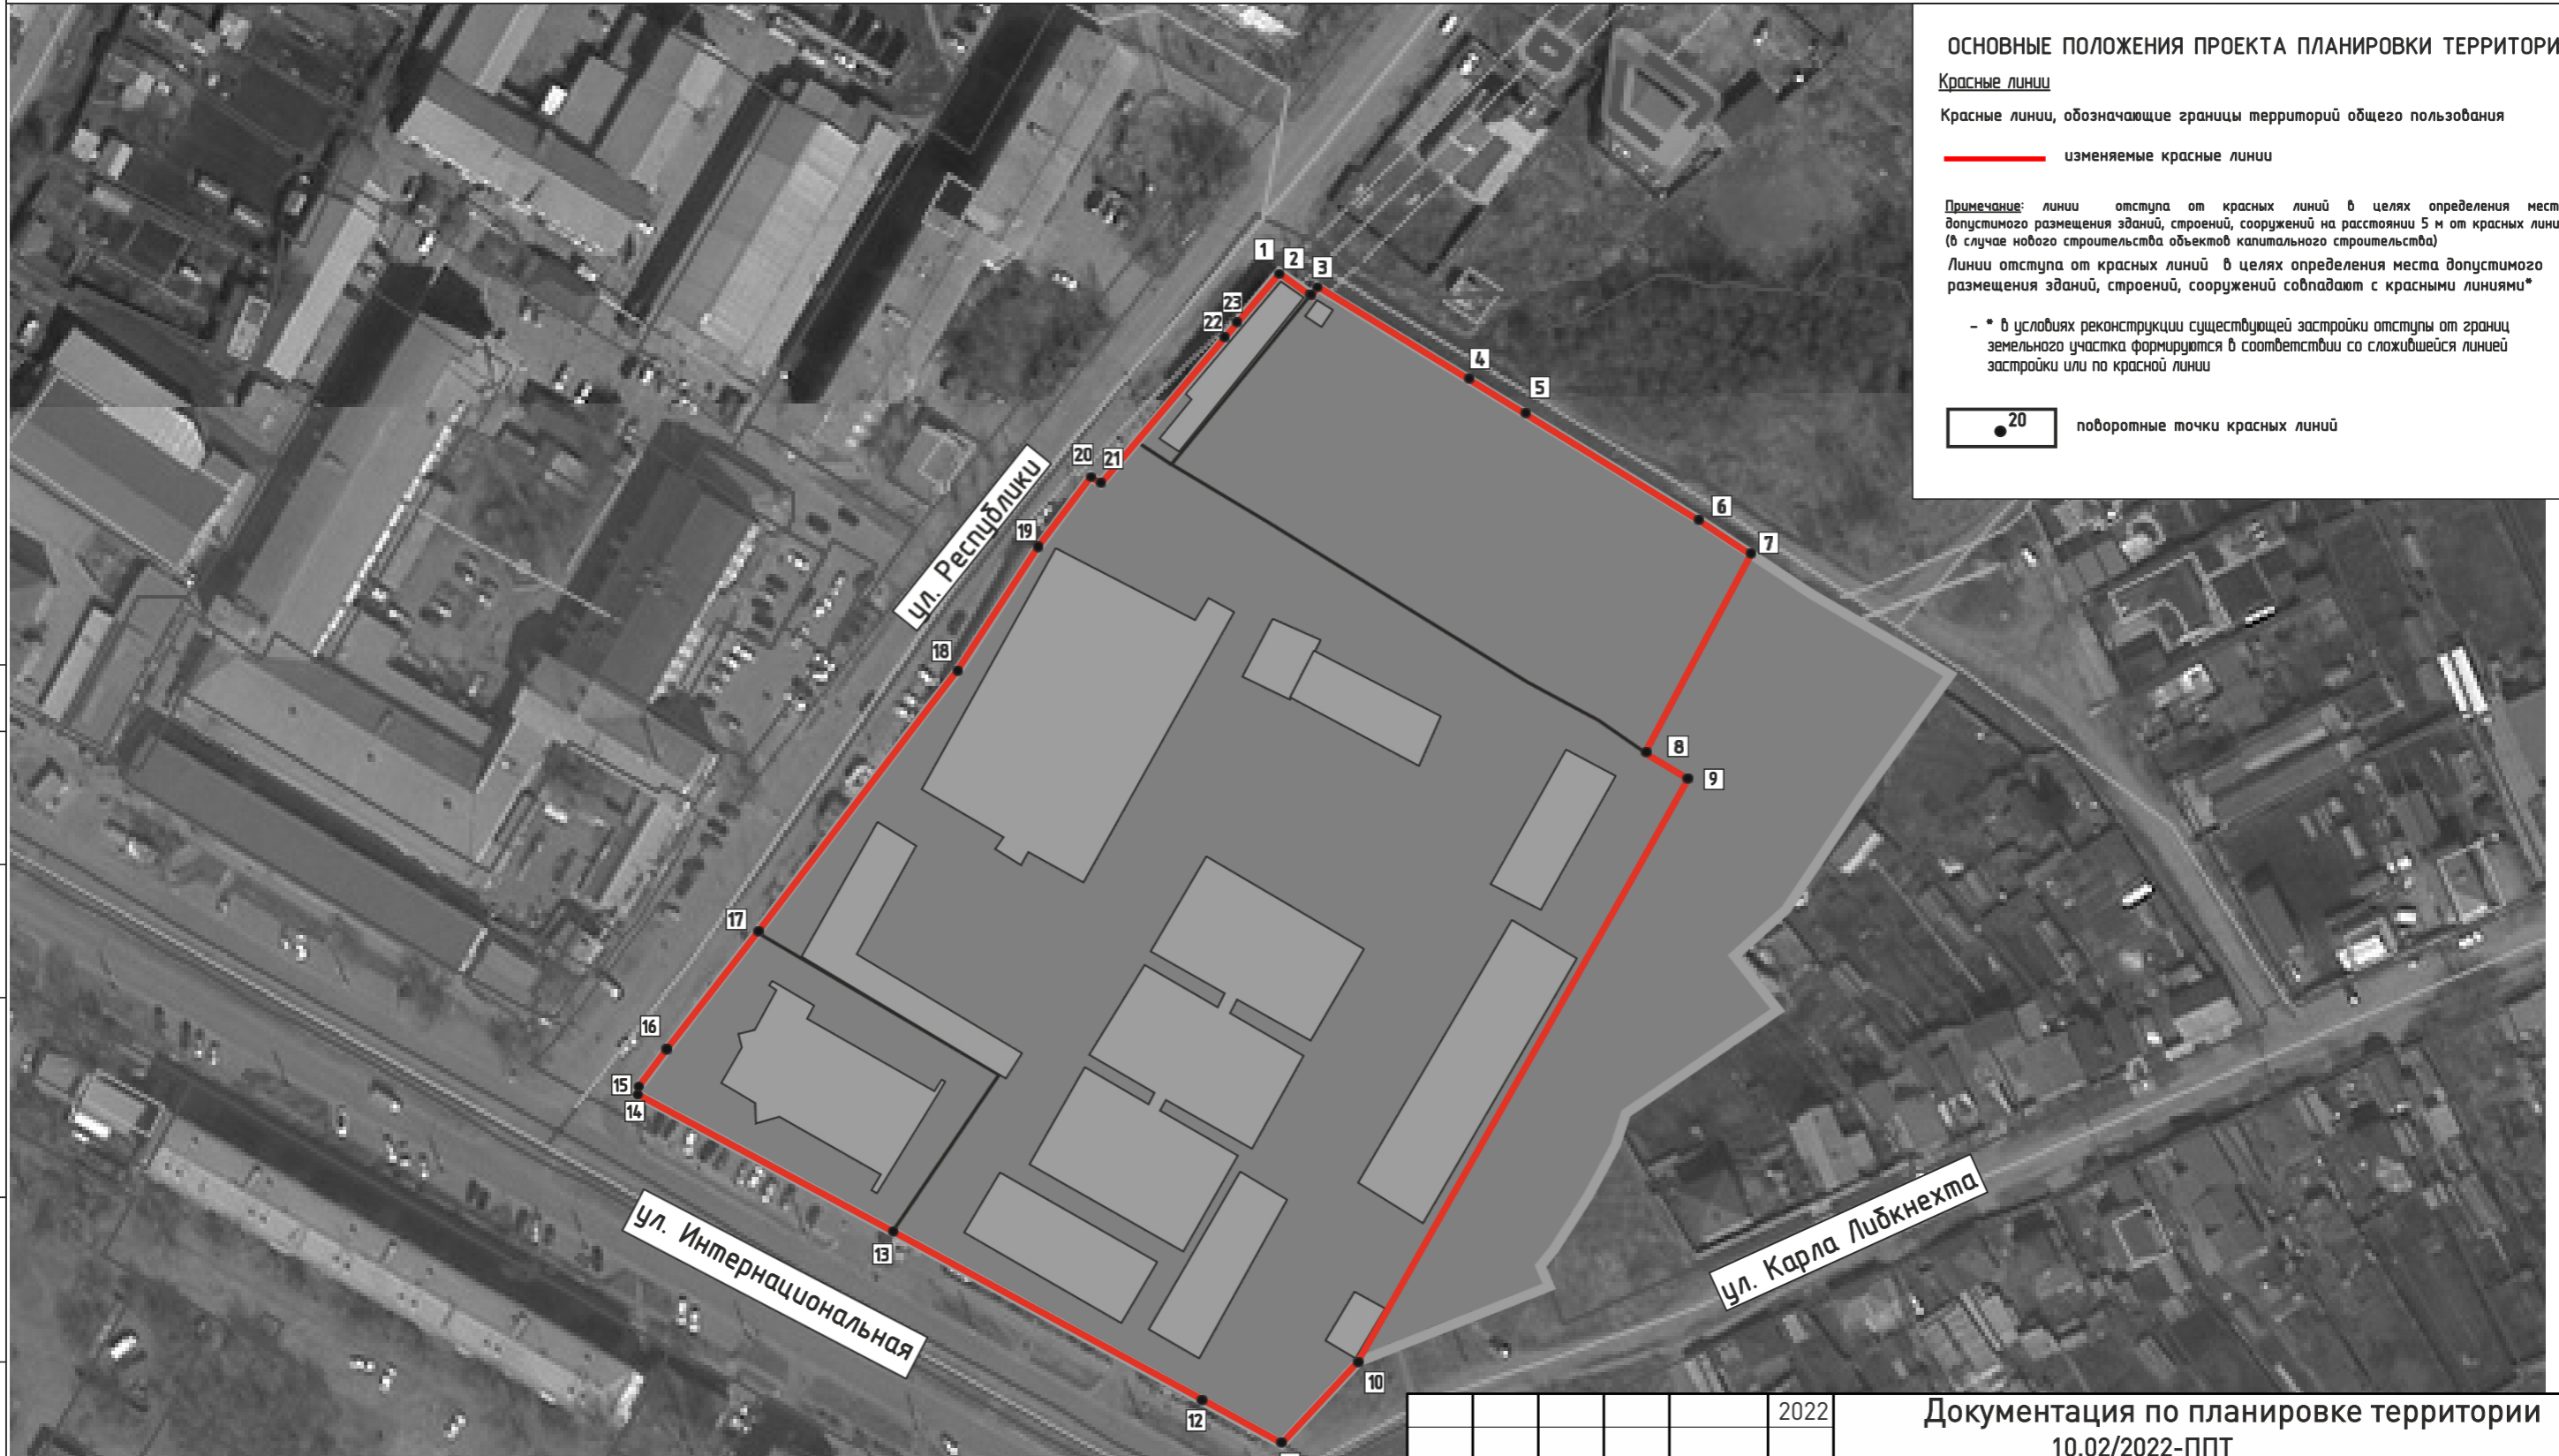 ОСНОВНЫЕ ПОЛОЖЕНИЯ ПРОЕКТА ПЛАНИРОВКИ ТЕРРИТОРИ
Красные линии
Красные линии, обозначающие границы территорий общего пользования
изменяемые красные линии
Примечание: линии отступа от красных линий в целях определения мест
допустимого размещения зданий, строений, сооружений на расстоянии 5 м от красных лини
(в случае нового строительства объектов капитального строительства)
Линии отступа от красных линий в целях определения места допустимого
размещения зданий, строений, сооружений совпадают с красными линиями*
- * в условиях реконструкции существующей застройки отступы от границ
земельного участка формируются в соответствии со сложившейся линией
застройки или по красной линии
20
поворотные точки красных линий
1
2
3
23
22
4
5
20
21
6
19
7
ул. Республики
18
8
9
17
16
15
14
13
ул. Интернациональная
ул. Карла Либкнехта
10
12
2022
Документация по планировке территории
10.02/2022-ППТ